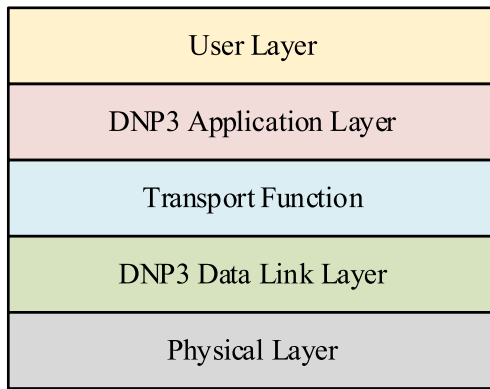 User Layer
DNP3 Application Layer
Transport Function
DNP3 Data Link Layer
Physical Layer